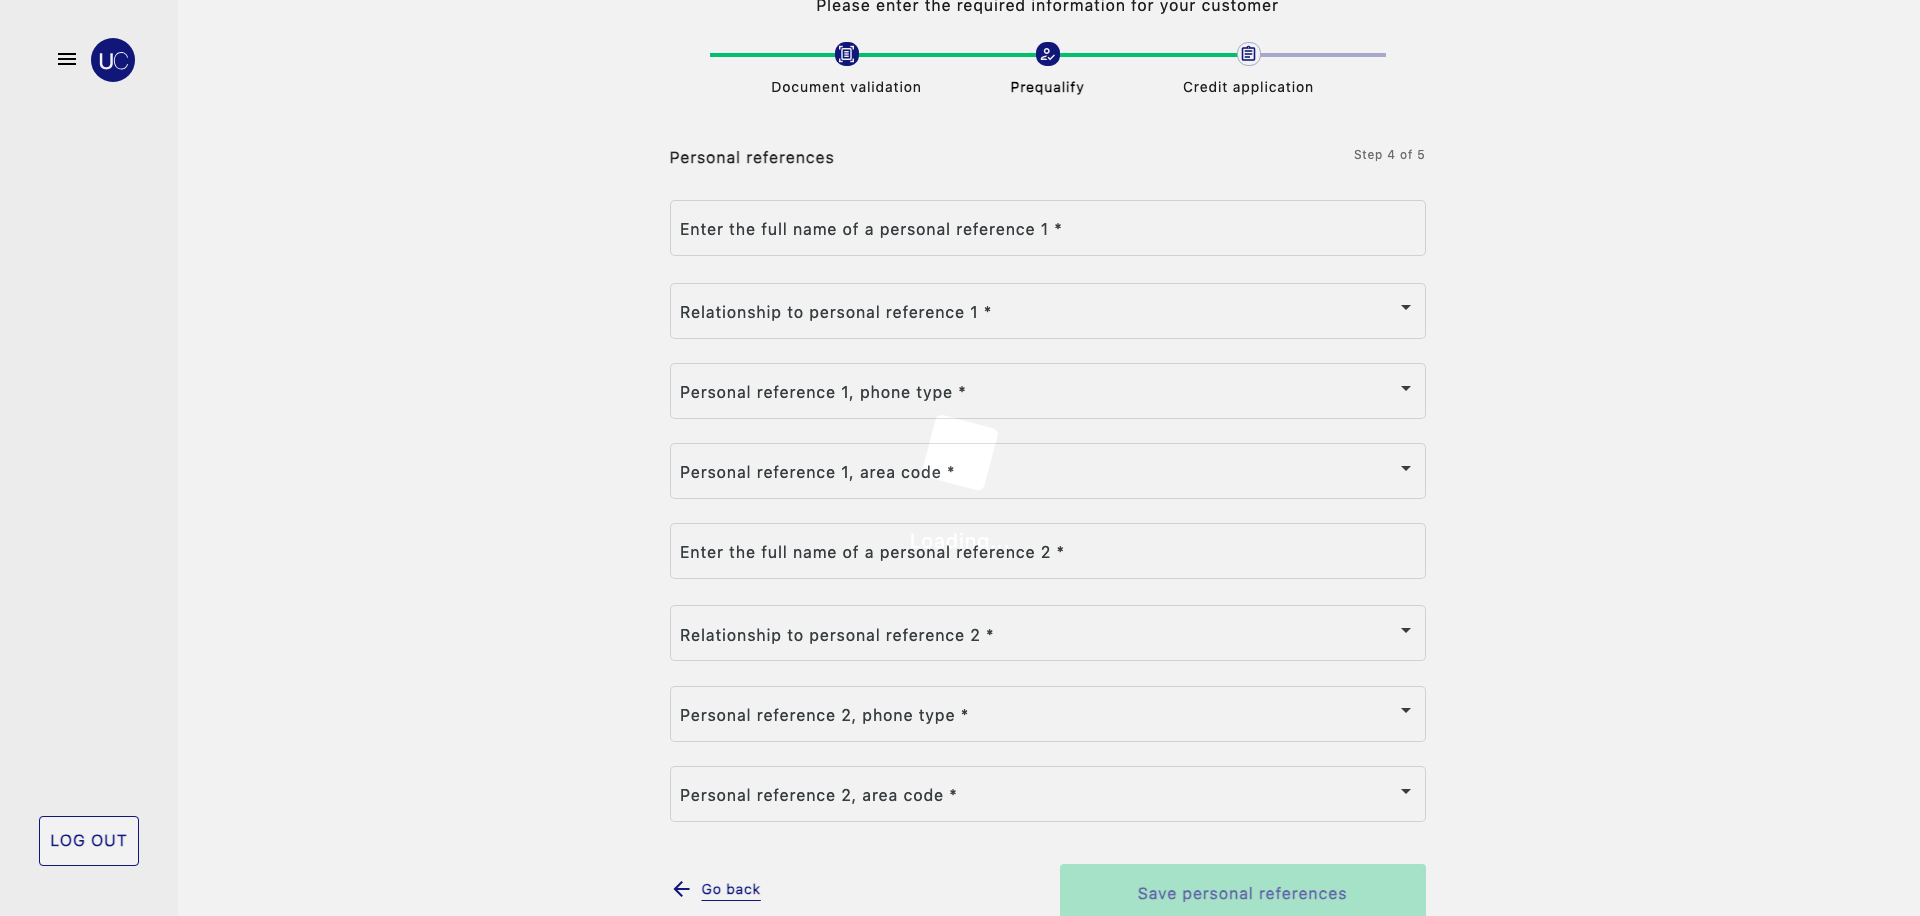 Please enter the required information for your customer
UC
Document validation
Prequalify
Credit application
Personal references
Step 4 of 5
Enter the full name of a personal reference 1 *
Relationship to personal reference 1 *
Personal reference 1, phone type *
Personal reference 1, area code *
Loading...
Enter the full name of a personal reference 2 *
Relationship to personal reference 2 *
Personal reference 2, phone type *
Personal reference 2, area code *
LOG OUT
Go back
Save personal references